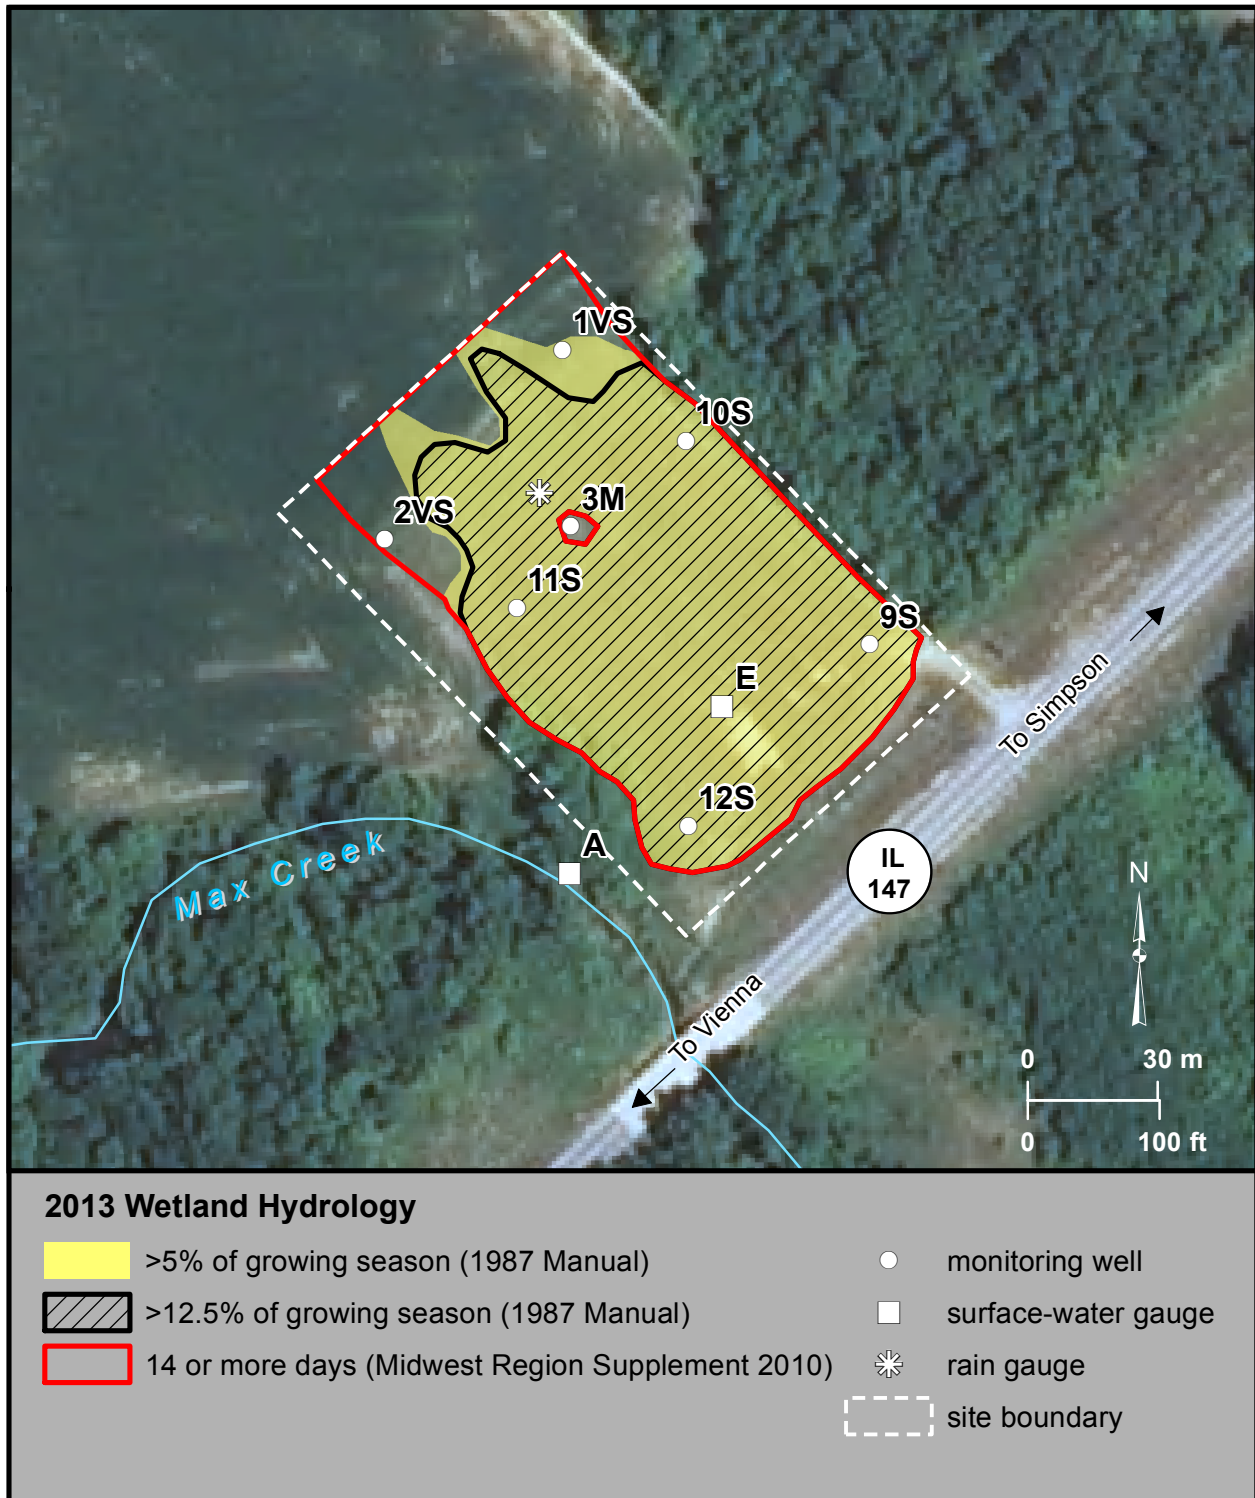 1VS
10S
2VS
3M
11S
9S
E
12S
A
To Simpson
Max Creek
IL
147
N
To Vienna
0 30 m
0 100 ft
2013 Wetland Hydrology
>5% of growing season (1987 Manual)
>12.5% of growing season (1987 Manual)
14 or more days (Midwest Region Supplement 2010)
monitoring well
surface-water gauge
rain gauge
site boundary